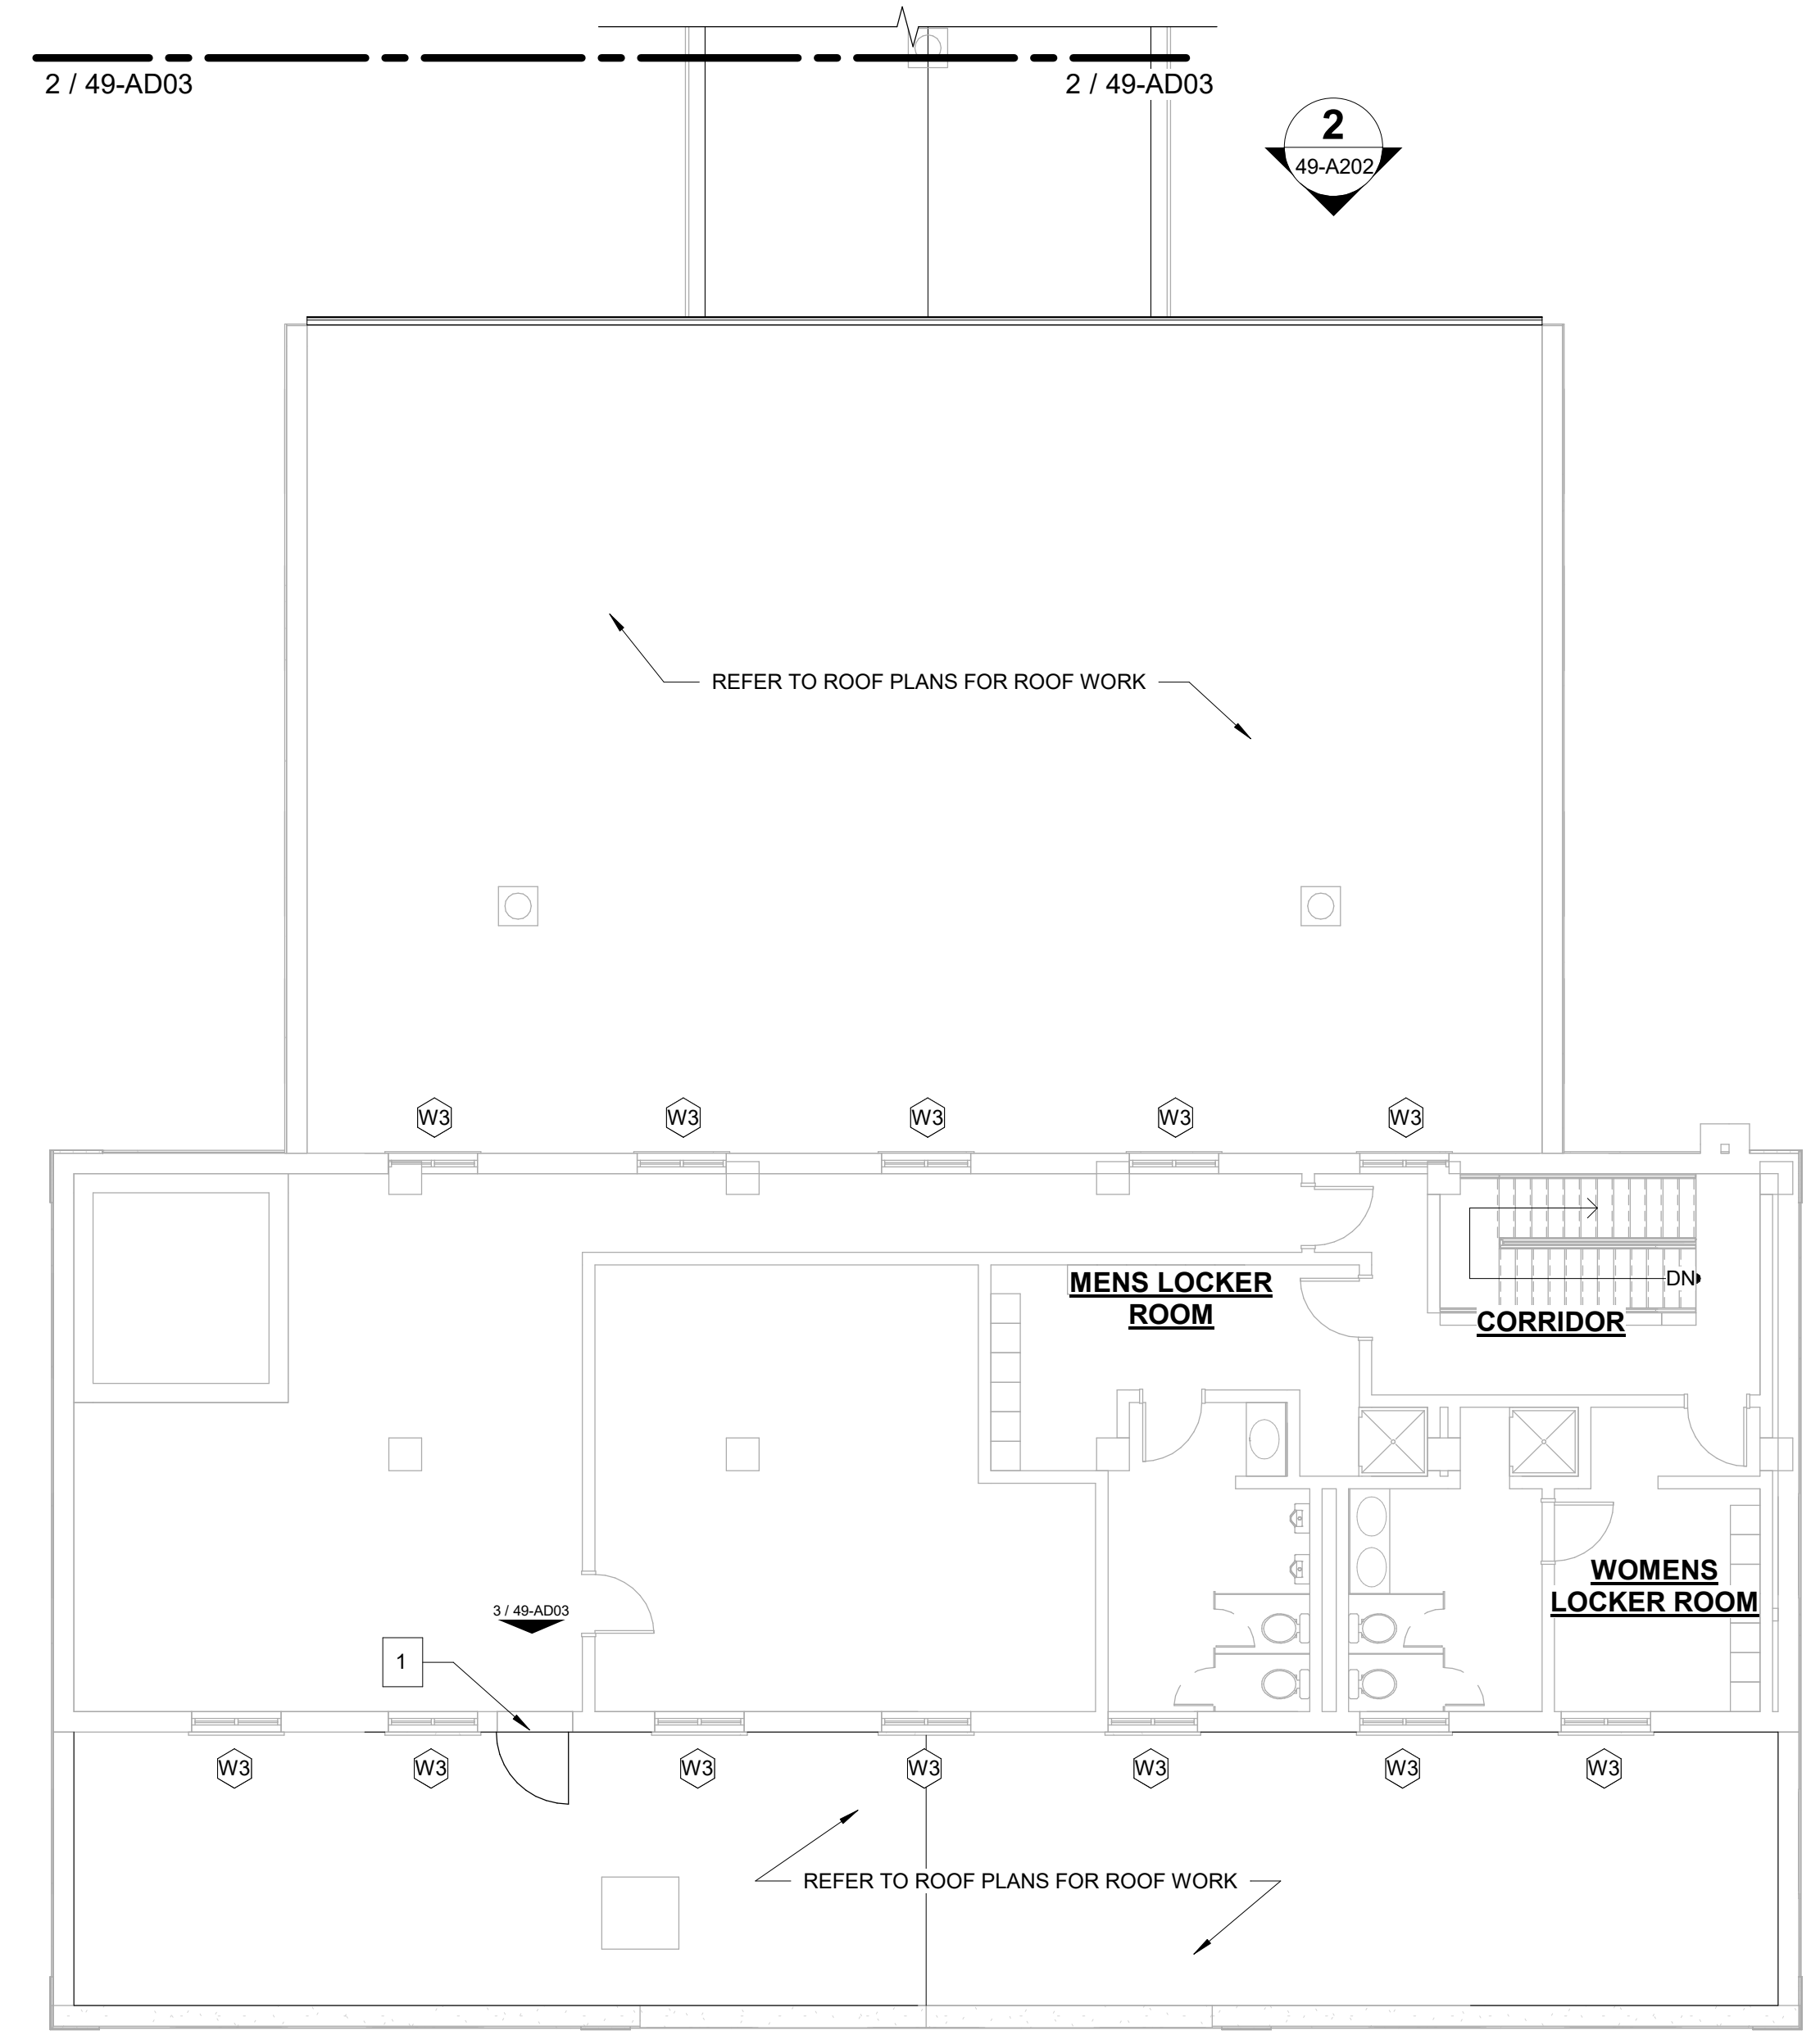 2 / 49-AD03
2 / 49-AD03
2
49-A202
REFER TO ROOF PLANS FOR ROOF WORK
W3
W3
W3
W3
W3
MENS LOCKER
ROOM
DN
CORRIDOR
WOMENS
LOCKER ROOM
3 / 49-AD03
1
W3
W3
W3
W3
W3
W3
W3
REFER TO ROOF PLANS FOR ROOF WORK